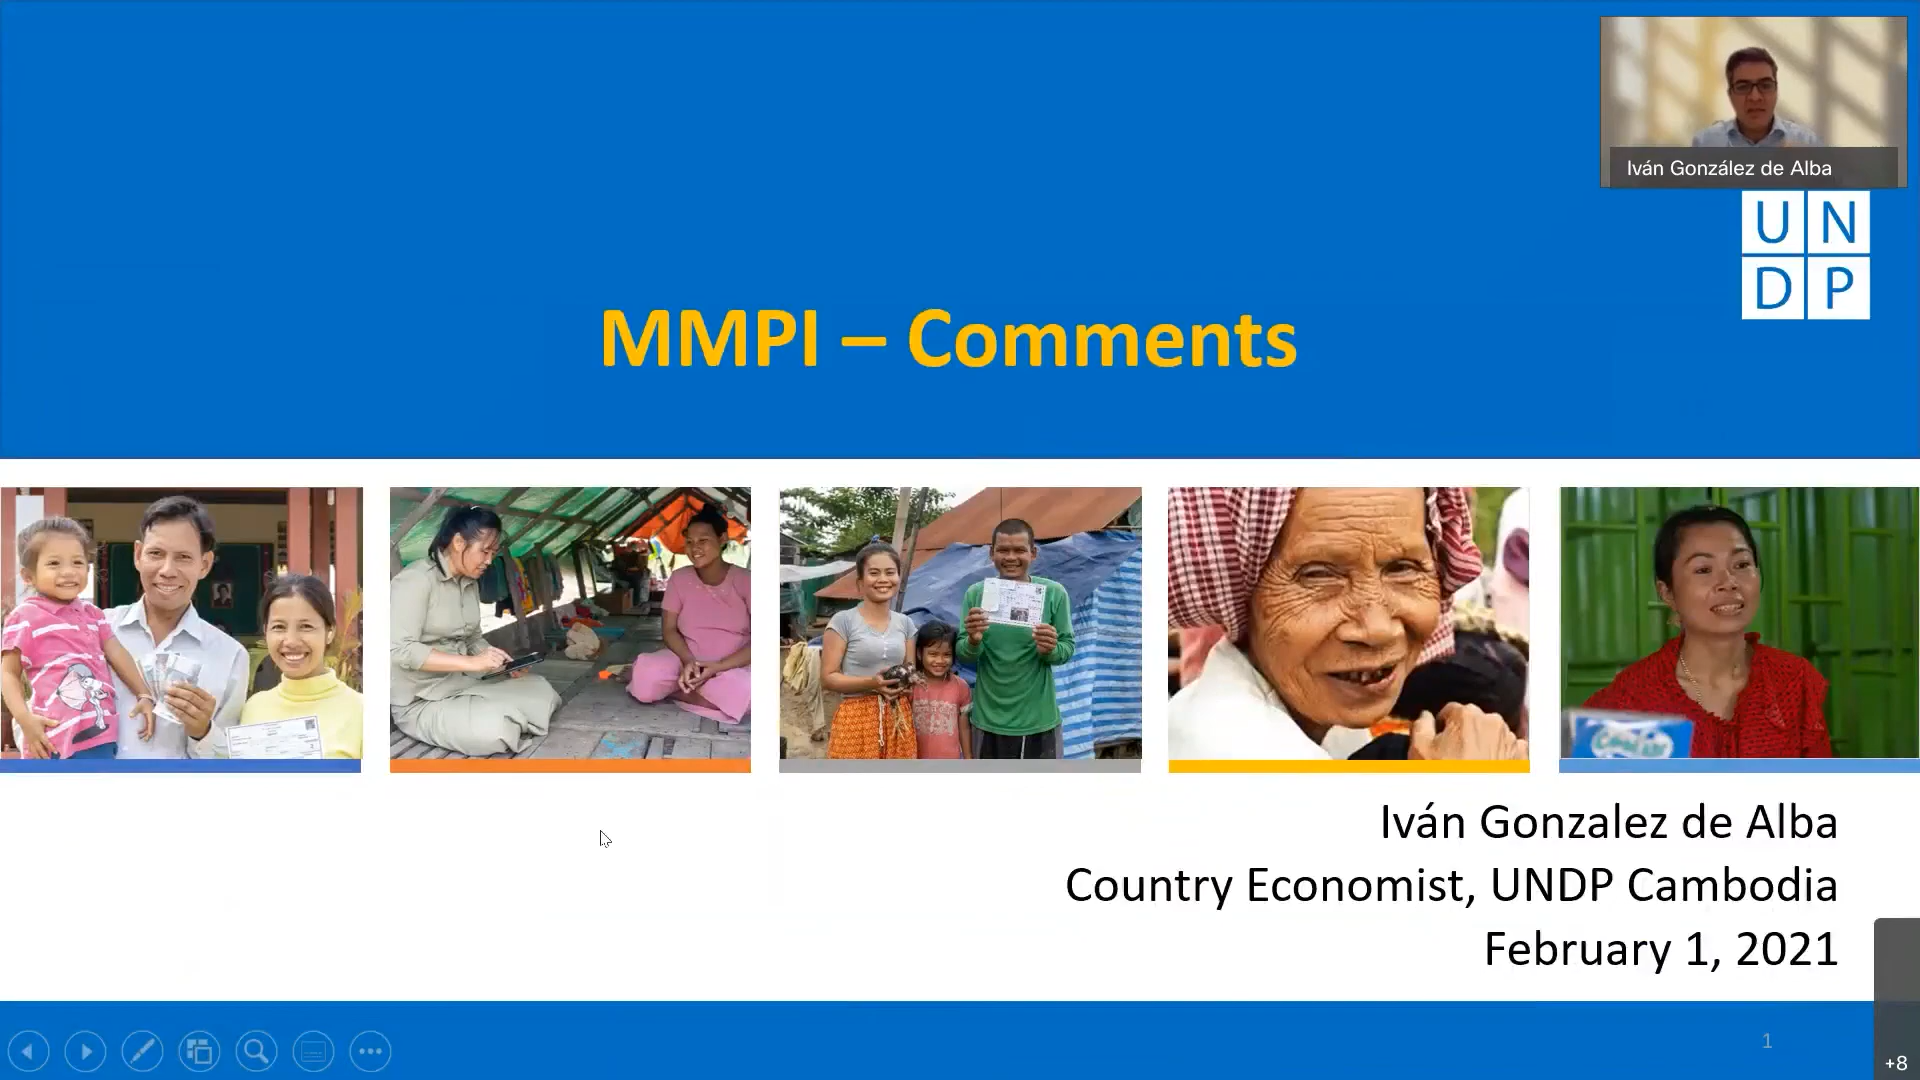 Iván González de Alba
U N
D P
MMPI – Comments
Iván Gonzalez de Alba
Country Economist, UNDP Cambodia
February 1, 2021
1
+8